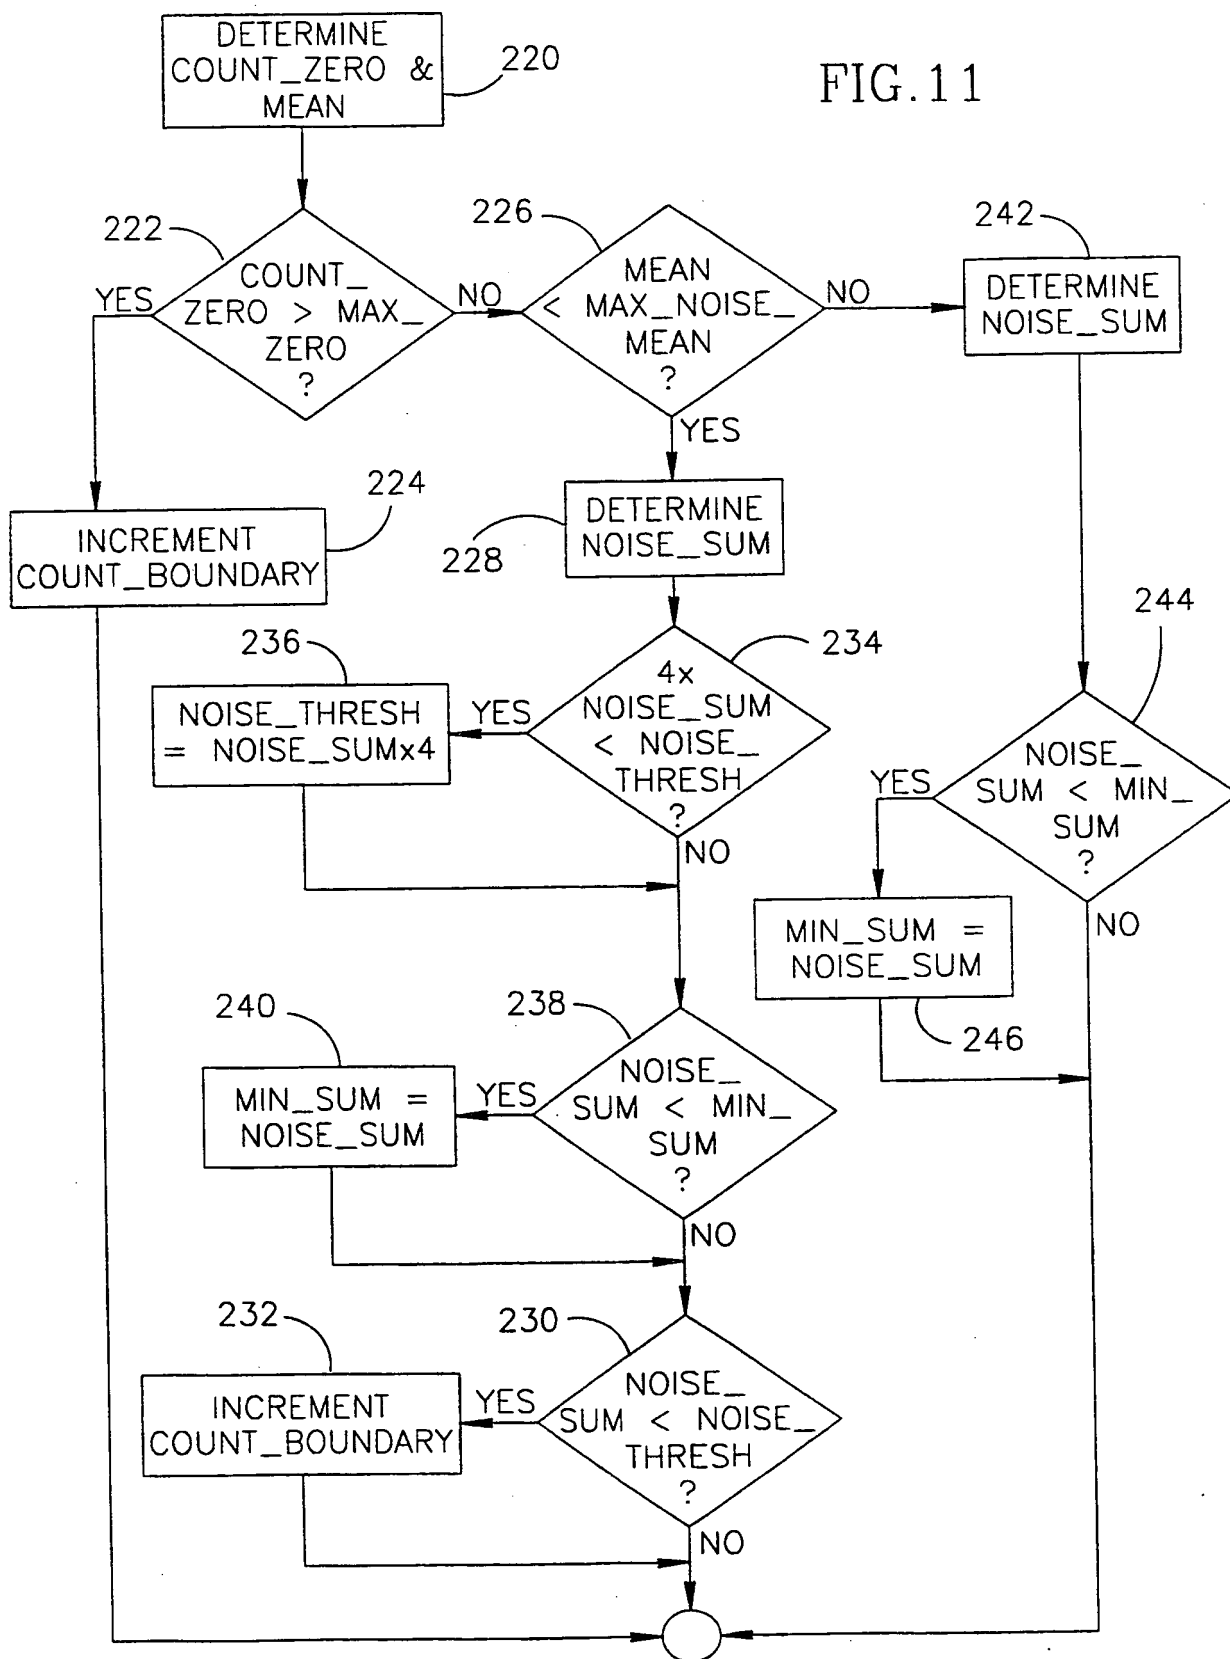 DETERMINE
COUNT_ZERO &
MEAN
220
FIG.11
222
COUNT_
ZERO > MAX_
ZERO
?
YES
NO
226
MEAN
< MAX_NOISE_
MEAN
?
NO
YES
242
DETERMINE
NOISE_SUM
224
INCREMENT
COUNT_BOUNDARY
228
DETERMINE
NOISE_SUM
236
NOISE_THRESH
= NOISE_SUMx4
YES
234
4x
NOISE_SUM
< NOISE_
THRESH
?
NO
244
NOISE_
SUM < MIN_
SUM
?
YES
NO
MIN_SUM =
NOISE_SUM
246
240
MIN_SUM =
NOISE_SUM
YES
238
NOISE_
SUM < MIN_
SUM
?
NO
232
INCREMENT
COUNT_BOUNDARY
YES
230
NOISE_
SUM < NOISE_
THRESH
?
NO